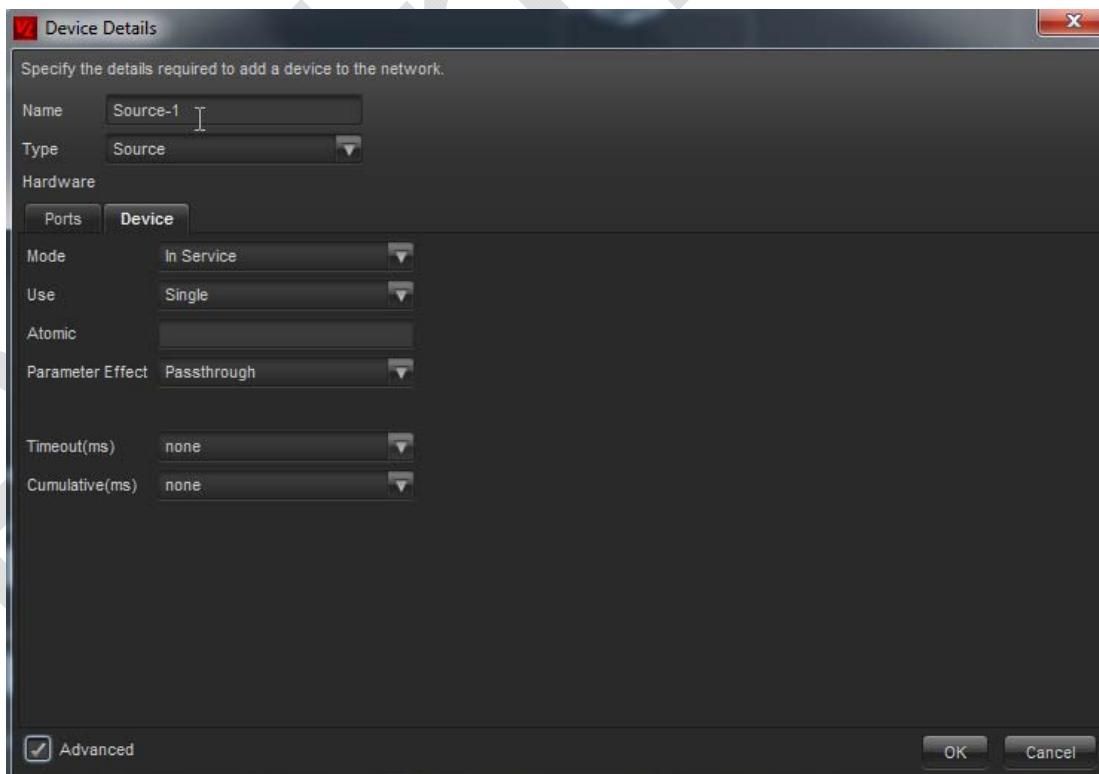 Device Details
Specify the details required to add a device to the network.
Name Source-1
Type Source
Hardware
Ports Device
Mode In Service
Use Single
Atomic
Parameter Effect Passthrough
Timeout(ms) none
Cumulative(ms) none
Advanced OK Cancel